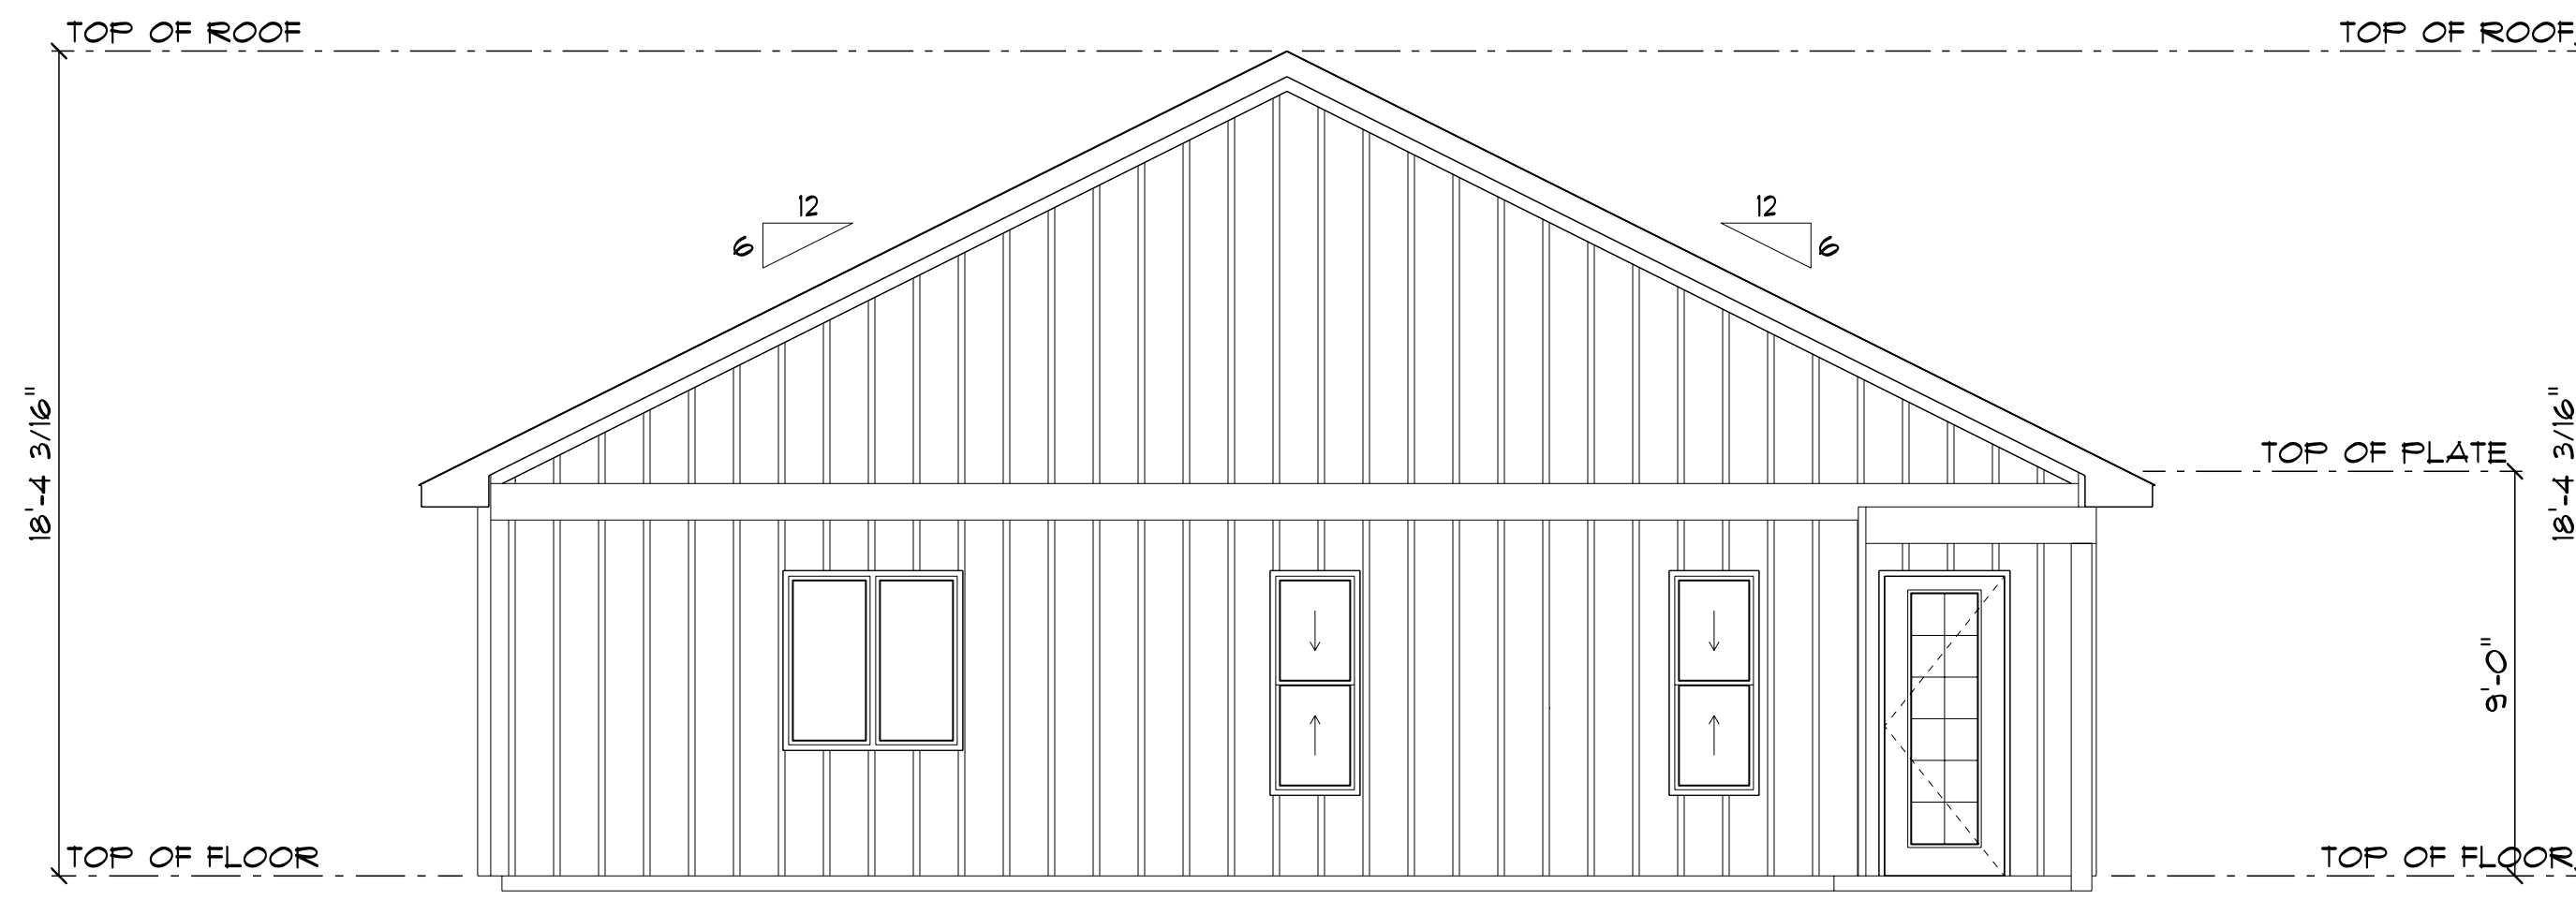 TOP OF ROOF
TOP OF ROOF
12
6
12
6
18'-4 3/16"
18'-4 3/16"
TOP OF PLATE
9'-0"
TOP OF FLOOR
TOP OF FLOOR